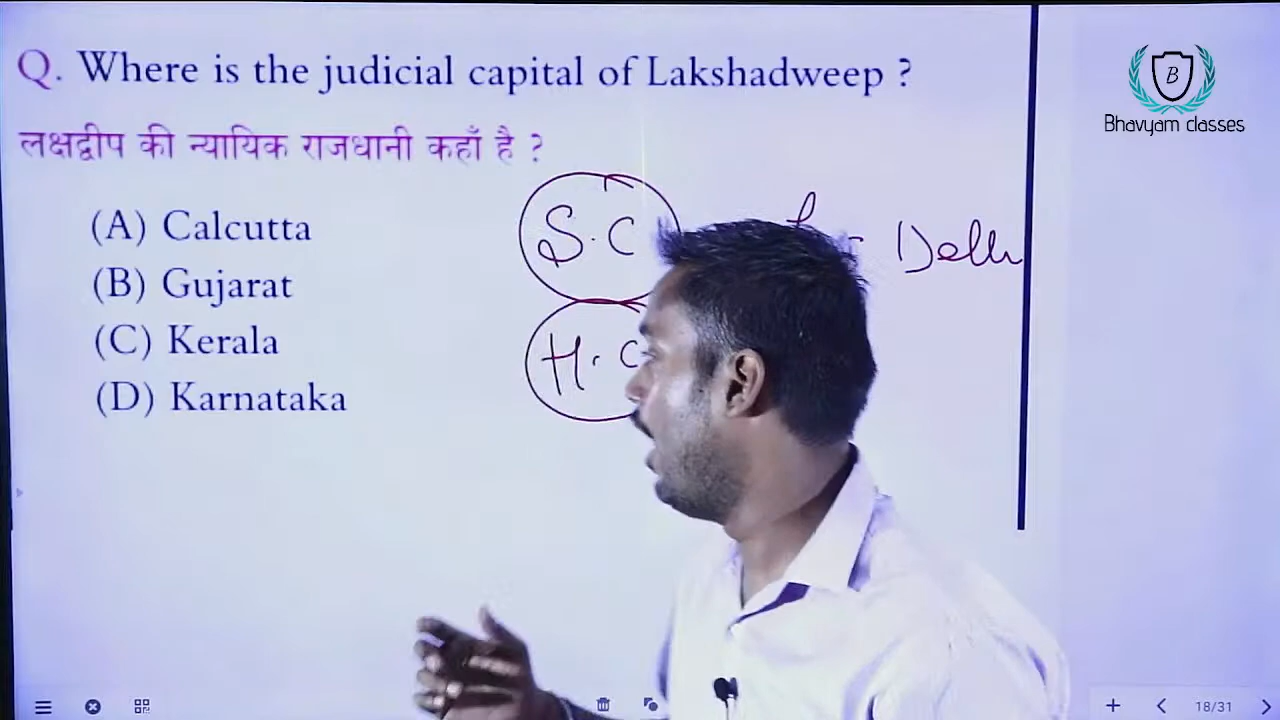 Q. Where is the judicial capital of Lakshadweep ?
लक्षद्वीप की न्यायिक राजधानी कहाँ है ?
(A) Calcutta
(B) Gujarat
(C) Kerala
(D) Karnataka
S.C
Delhi
H.C
B
Bhavyam classes
18/31